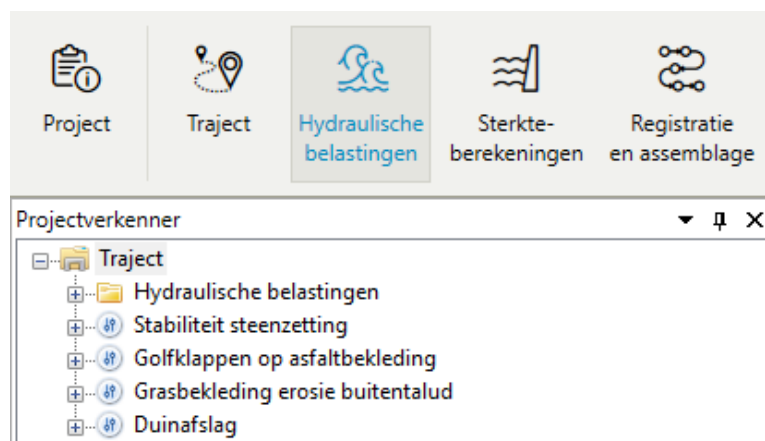 Project
Traject
Hydraulische
belastingen
Sterkte-
berekeningen
Registratie
en assemblage
Projectverkenner
Traject
Hydraulische belastingen
Stabiliteit steenzetting
Golfklappen op asfaltbekleding
Grasbekleding erosie buitentalud
Duinafslag